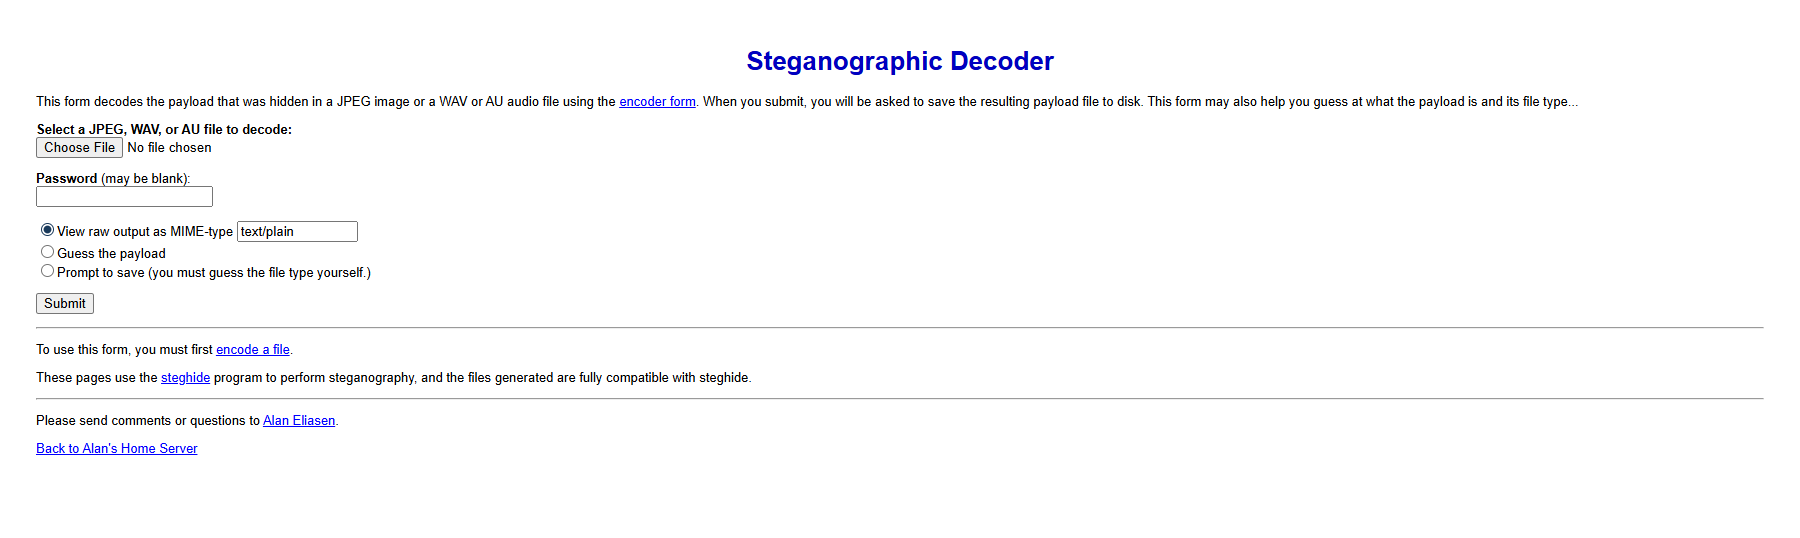 Steganographic Decoder
This form decodes the payload that was hidden in a JPEG image or a WAV or AU audio file using the encoder form. When you submit, you will be asked to save the resulting payload file to disk. This form may also help you guess at what the payload is and its file type...
Select a JPEG, WAV, or AU file to decode:
Choose File No file chosen
Password (may be blank):
View raw output as MIME-type text/plain
Guess the payload
Prompt to save (you must guess the file type yourself.)
Submit
To use this form, you must first encode a file.
These pages use the steghide program to perform steganography, and the files generated are fully compatible with steghide.
Please send comments or questions to Alan Eliasen.
Back to Alan's Home Server